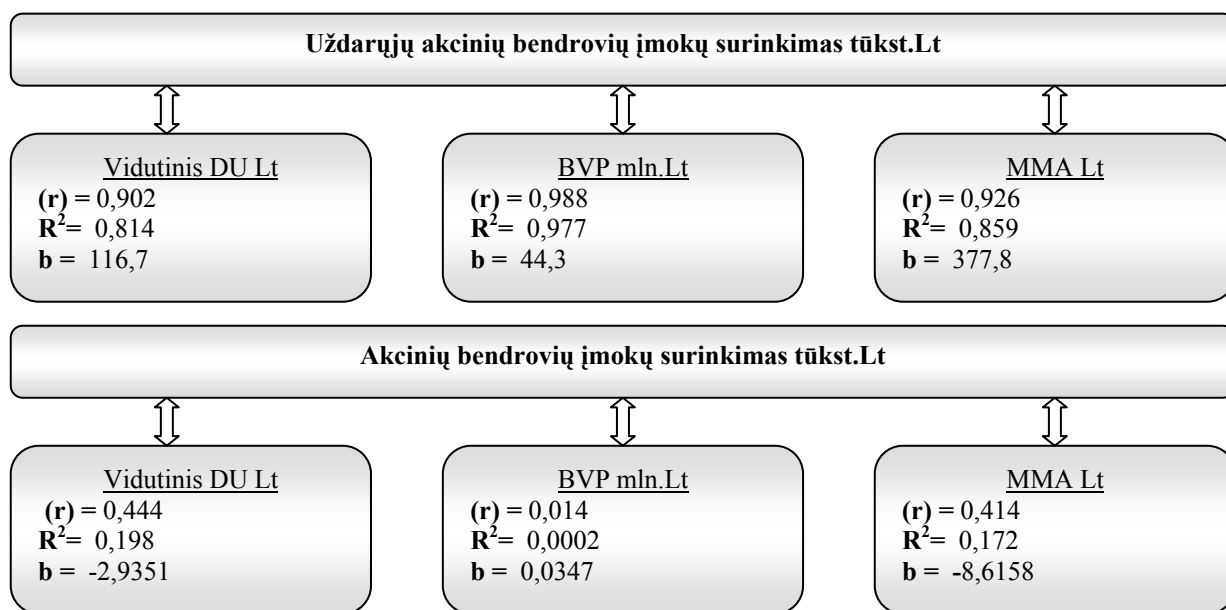 Uždarųjų akcinių bendrovių įmokų surinkimas tūkst.Lt
Vidutinis DU Lt
(r) = 0,902
R²= 0,814
b = 116,7
BVP mln.Lt
(r) = 0,988
R²= 0,977
b = 44,3
MMA Lt
(r) = 0,926
R²= 0,859
b = 377,8
Akcinių bendrovių įmokų surinkimas tūkst.Lt
Vidutinis DU Lt
(r) = 0,444
R²= 0,198
b = -2,9351
BVP mln.Lt
(r) = 0,014
R²= 0,0002
b = 0,0347
MMA Lt
(r) = 0,414
R²= 0,172
b = -8,6158